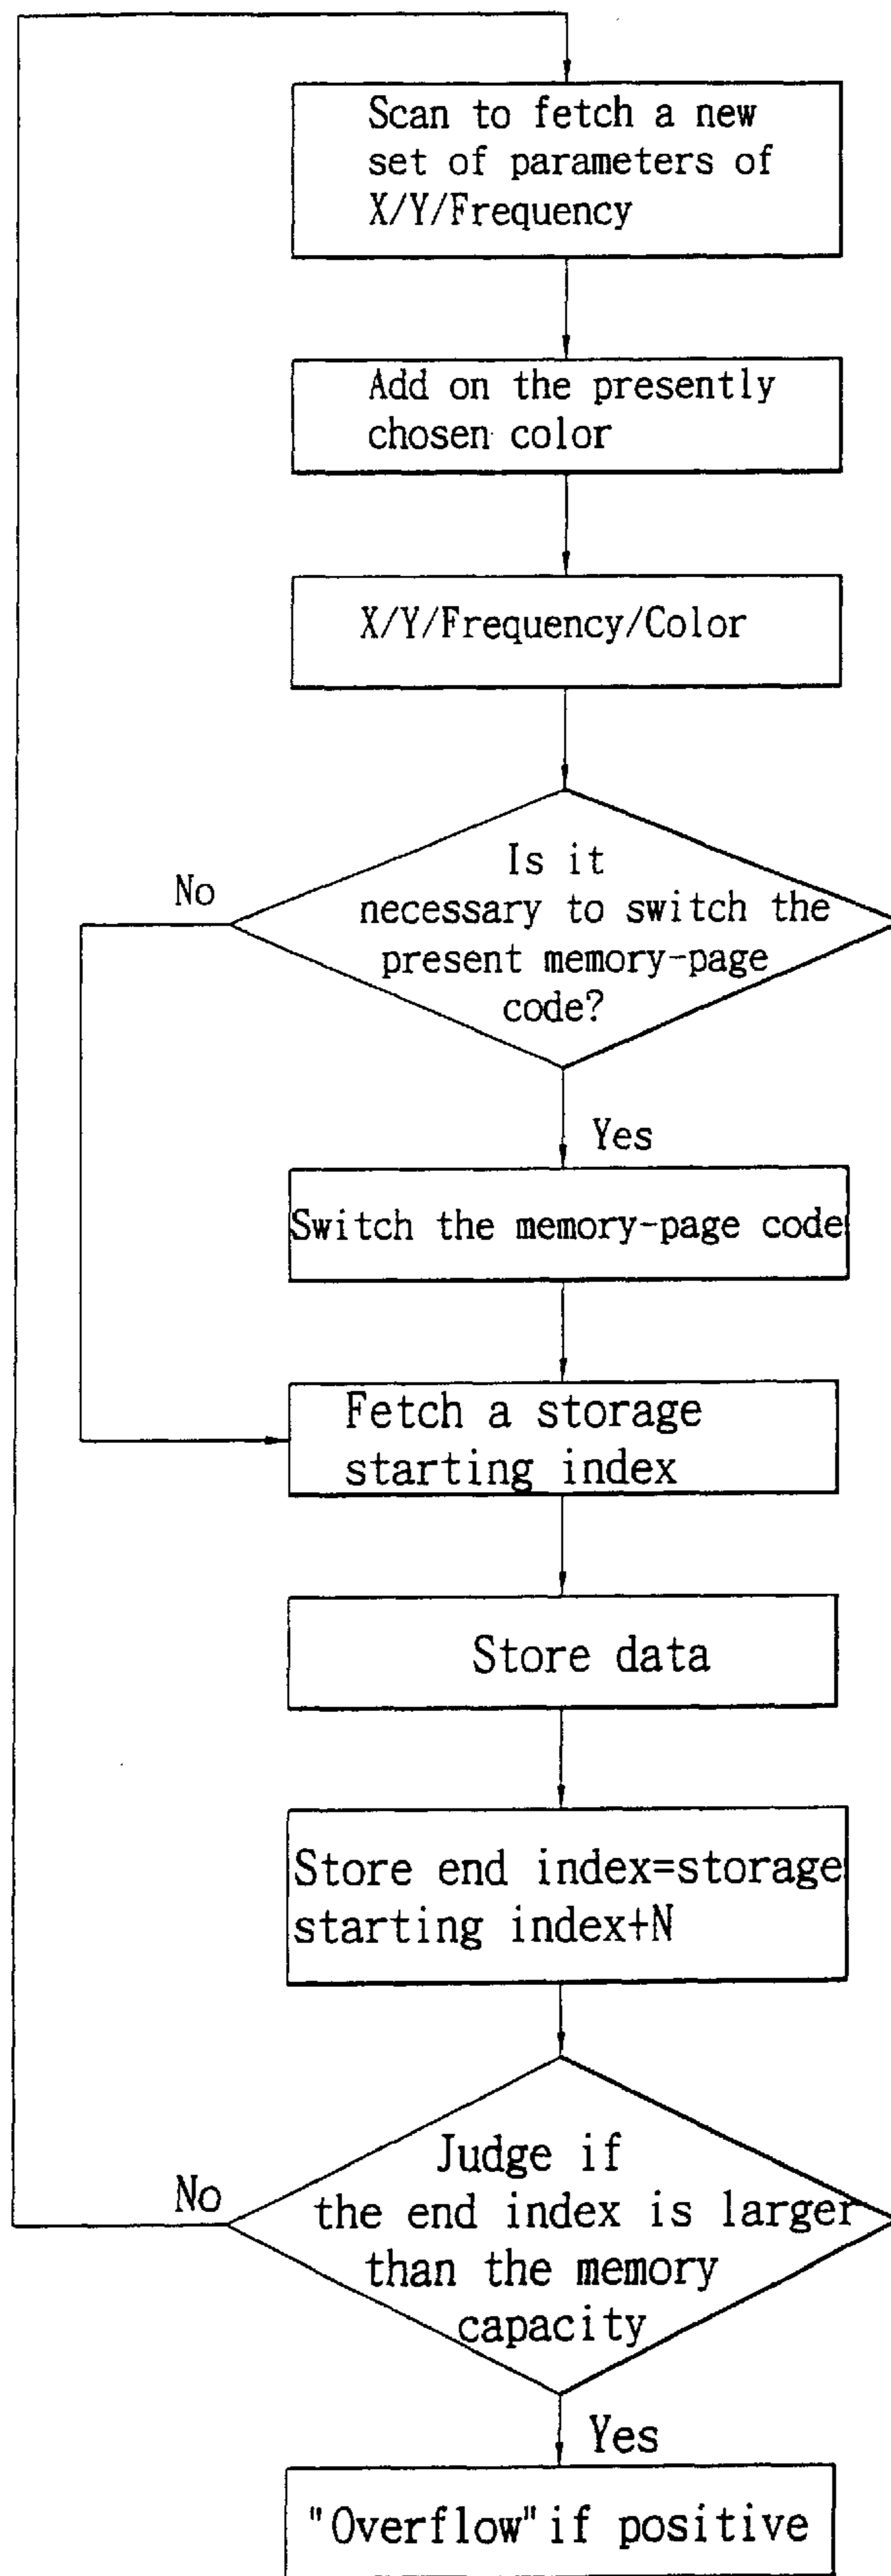 Scan to fetch a new
set of parameters of
X/Y/Frequency
Add on the presently
chosen color
X/Y/Frequency/Color
Is it
necessary to switch the
present memory-page
code?
No
Yes
Switch the memory-page code
Fetch a storage
starting index
Store data
Store end index=storage
starting index+N
Judge if
the end index is larger
than the memory
capacity
No
Yes
"Overflow" if positive